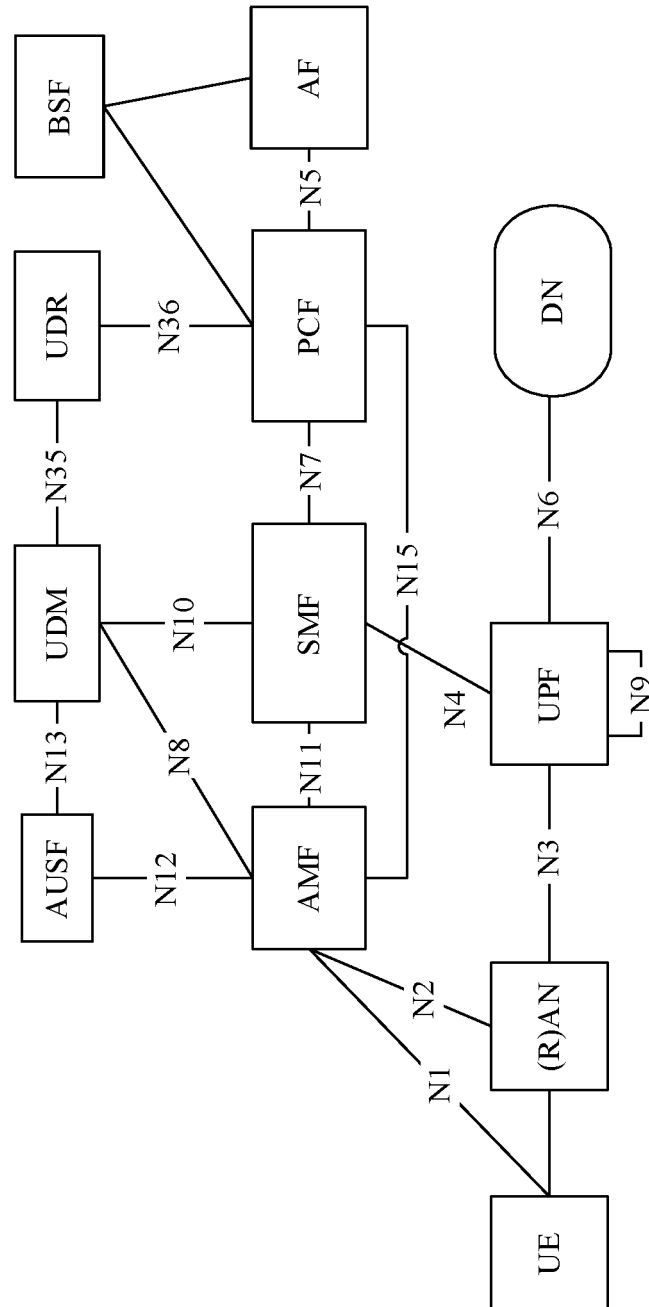 AUSF
N13
UDM
N35
UDR
BSF
N12
N8
N10
N36
AMF
N11
SMF
N7
PCF
N5
AF
N1
N2
N4
N15
UE
(R)AN
N3
UPF
N6
DN
N9